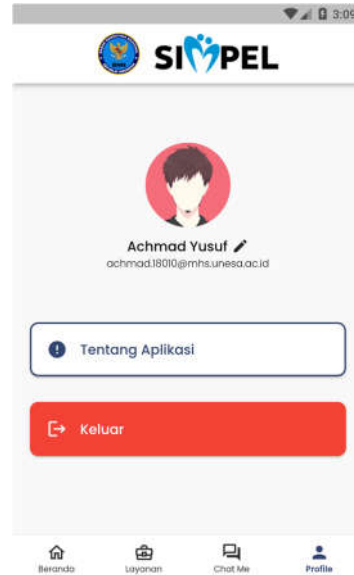 3:09
SIMPEL
Achmad Yusuf
achmad.18010@mhs.unesa.ac.id
Tentang Aplikasi
Keluar
Beranda
Layanan
Chat Me
Profile